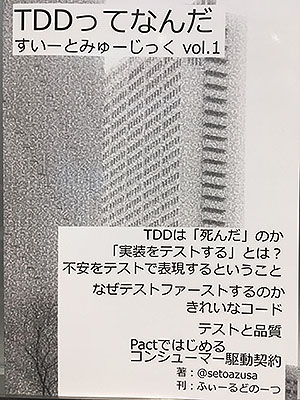 TDDってなんだ
すいーとみゅーじっく vol.1
TDDは「死んだ」のか
「実装をテストする」とは？
不安をテストで表現するということ
なぜテストファーストするのか
きれいなコード
テストと品質
Pactではじめる
コンシューマー駆動契約
著：@setoazusa
刊：ふぃーるどのーつ